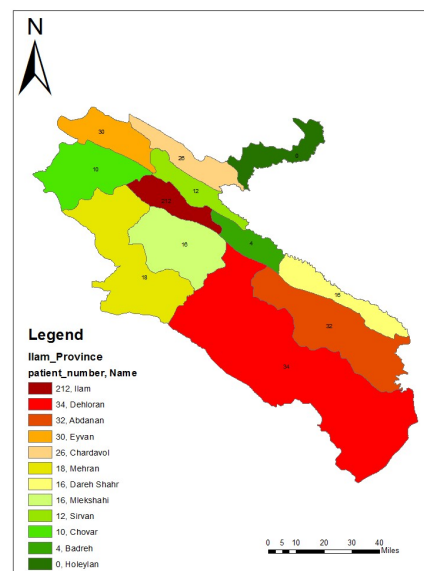 N
30
26
0
10
12
212
16
4
18
16
32
34
Legend
Ilam_Province
patient_number, Name
212, Ilam
34, Dehloran
32, Abdanan
30, Eyvan
26, Chardavol
18, Mehran
16, Dareh Shahr
16, Mlekshahi
12, Sirvan
10, Chovar
4, Badreh
0, Holeylan
0 5 10 20 30 40
Miles